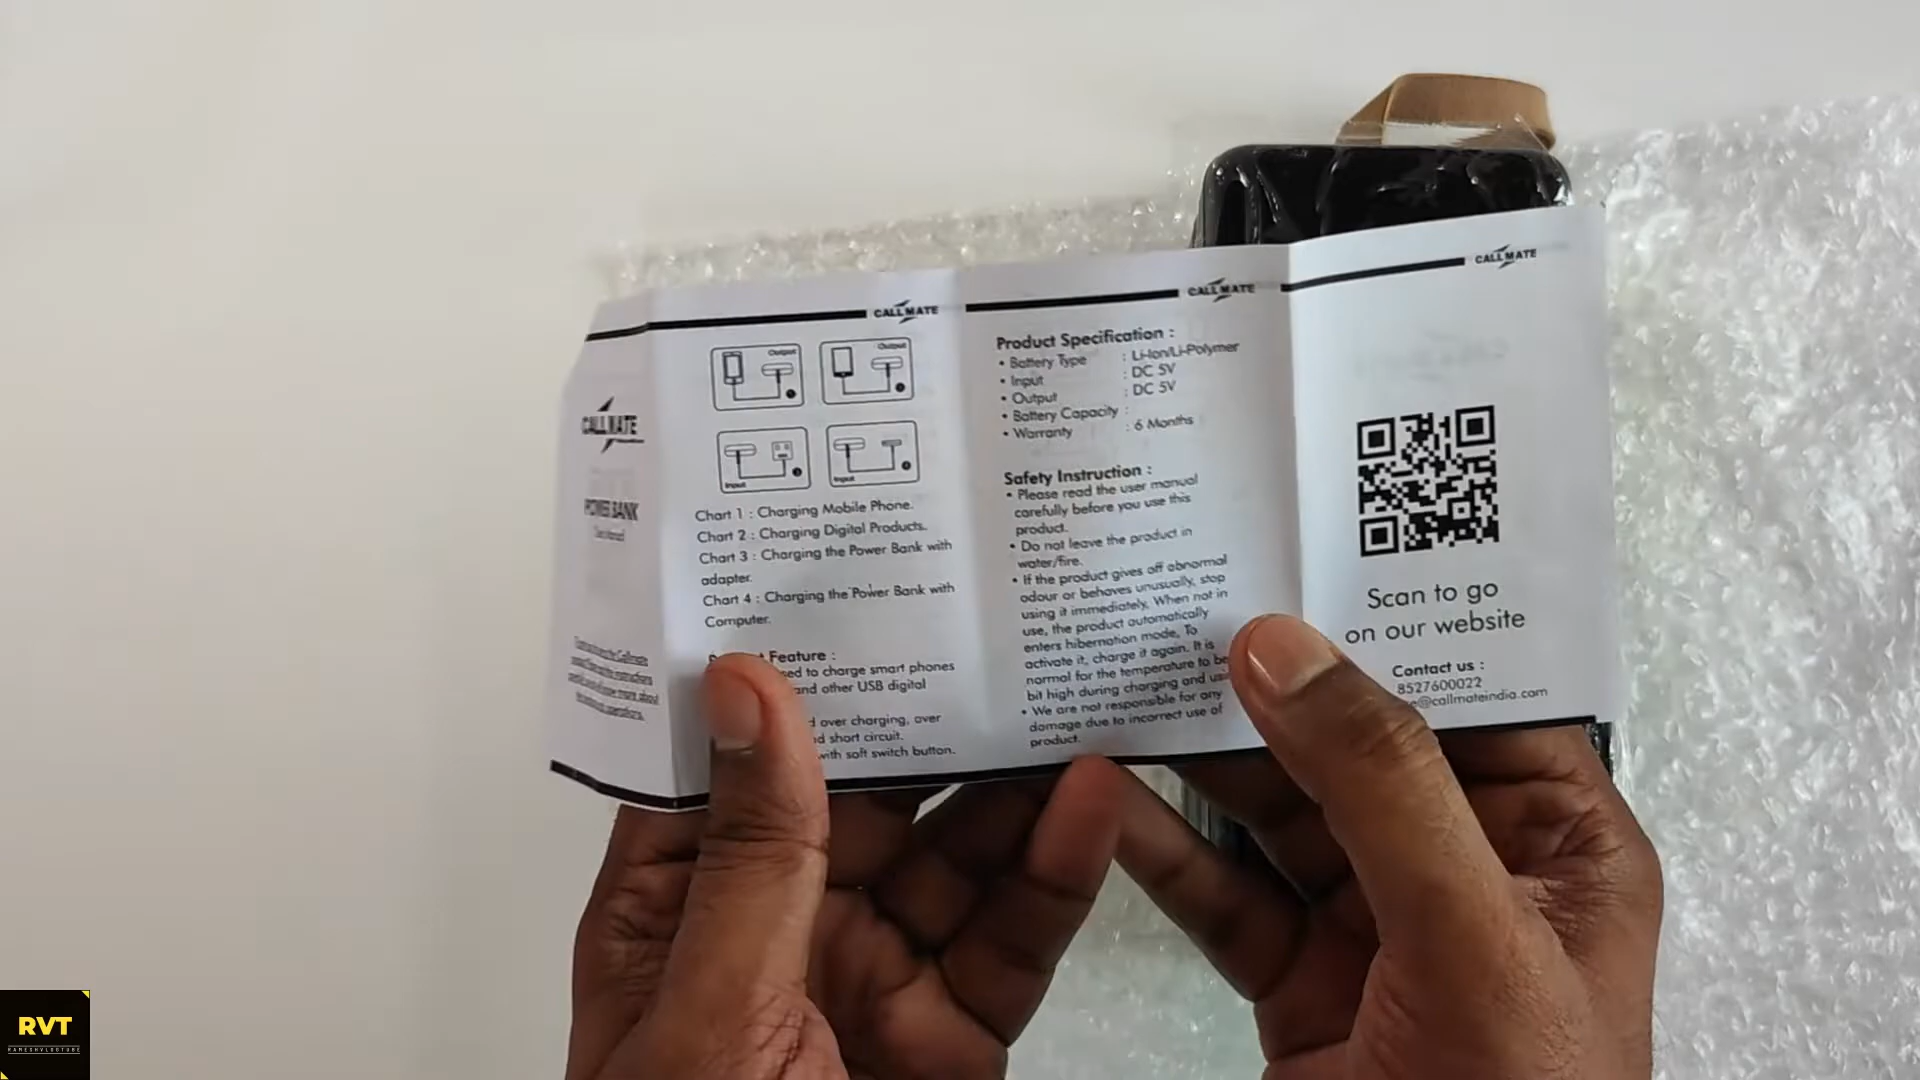 CALLMATE
POWER BANK
User Manual
CALLMATE
Output
Output
Input
Input
Chart 1 : Charging Mobile Phone.
Chart 2 : Charging Digital Products.
Chart 3 : Charging the Power Bank with
adapter.
Chart 4 : Charging the Power Bank with
Computer.
Feature :
to charge smart phones
and other USB digital
over charging, over
short circuit.
with soft switch button.
CALLMATE
Product Specification :
• Battery Type : Li-Ion/Li-Polymer
• Input : DC 5V
• Output : DC 5V
• Battery Capacity :
• Warranty : 6 Months
Safety Instruction :
• Please read the user manual
carefully before you use this
product.
• Do not leave the product in
water/fire.
• If the product gives off abnormal
odour or behaves unusually, stop
using it immediately. When not in
use, the product automatically
enters hibernation mode. To
activate it, charge it again. It is
normal for the temperature to be
bit high during charging and
• We are not responsible for any
damage due to incorrect use of
product.
CALLMATE
Scan to go
on our website
Contact us :
8527600022
@callmateindia.com
RVT
RAMESHVLOGTUBE